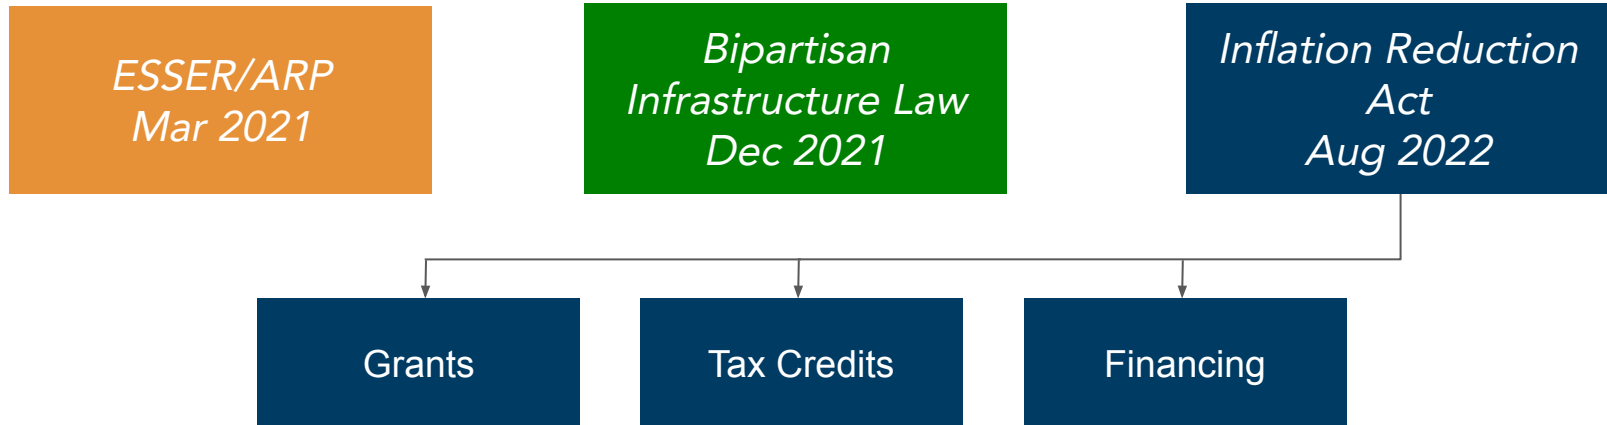 ESSER/ARP
Mar 2021
Bipartisan
Infrastructure Law
Dec 2021
Inflation Reduction
Act
Aug 2022
Grants
Tax Credits
Financing